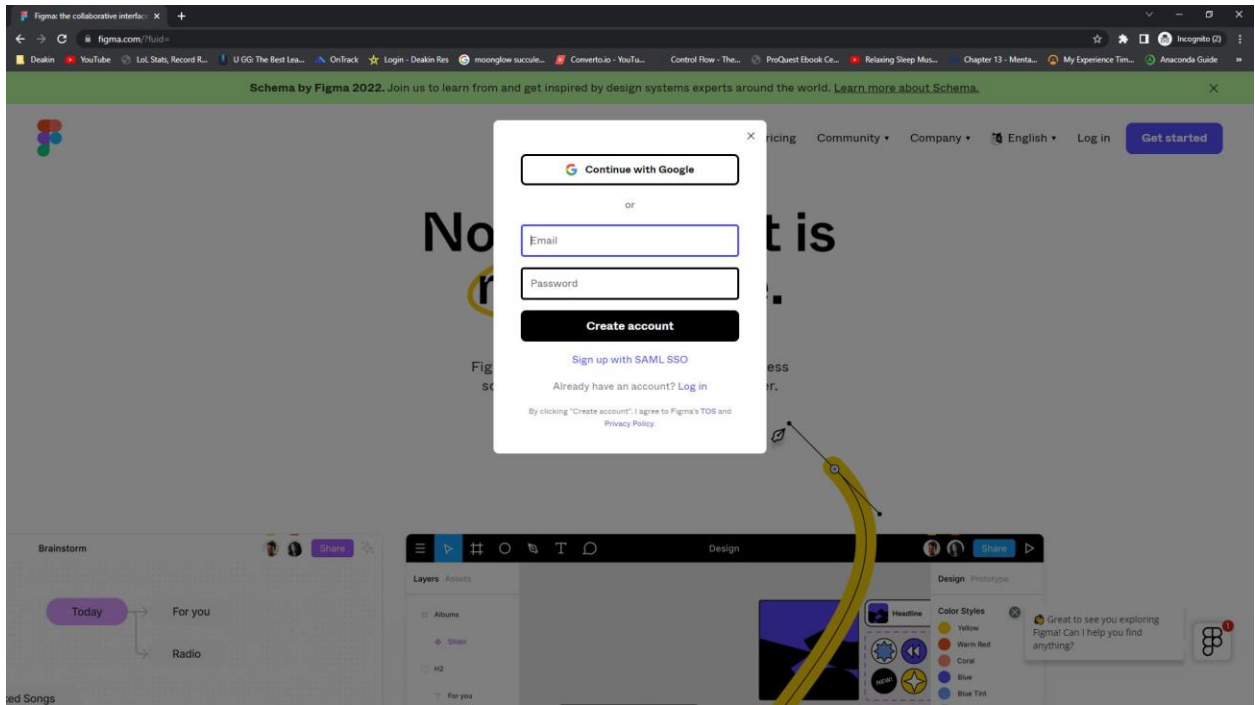 Figma: the collaborative interfac
Incognito (2)
figma.com/?fuid=
Deakin
YouTube
LoL Stats, Record R...
U GG: The Best Lea...
OnTrack
Login - Deakin Res
moonglow succule...
Converto.io - YouTu...
Control Flow - The...
ProQuest Ebook Ce...
Relaxing Sleep Mus...
Chapter 13 - Menta...
My Experience Tim...
Anaconda Guide
Schema by Figma 2022. Join us to learn from and get inspired by design systems experts around the world. Learn more about Schema.
ricing
Community
Company
English
Log in
Get started
Continue with Google
or
Email
Password
Create account
Sign up with SAML SSO
Already have an account? Log in
By clicking "Create account", I agree to Figma's TOS and
Privacy Policy.
No
t is
Fig
ess
so
er.
Brainstorm
Share
Today
For you
Radio
ked Songs
Design
Share
Layers Assets
Albums
Slider
H2
For you
Headline
NEW!
Design Prototype
Color Styles
Yellow
Warm Red
Coral
Blue
Blue Tint
Great to see you exploring
Figma! Can I help you find
anything?
1